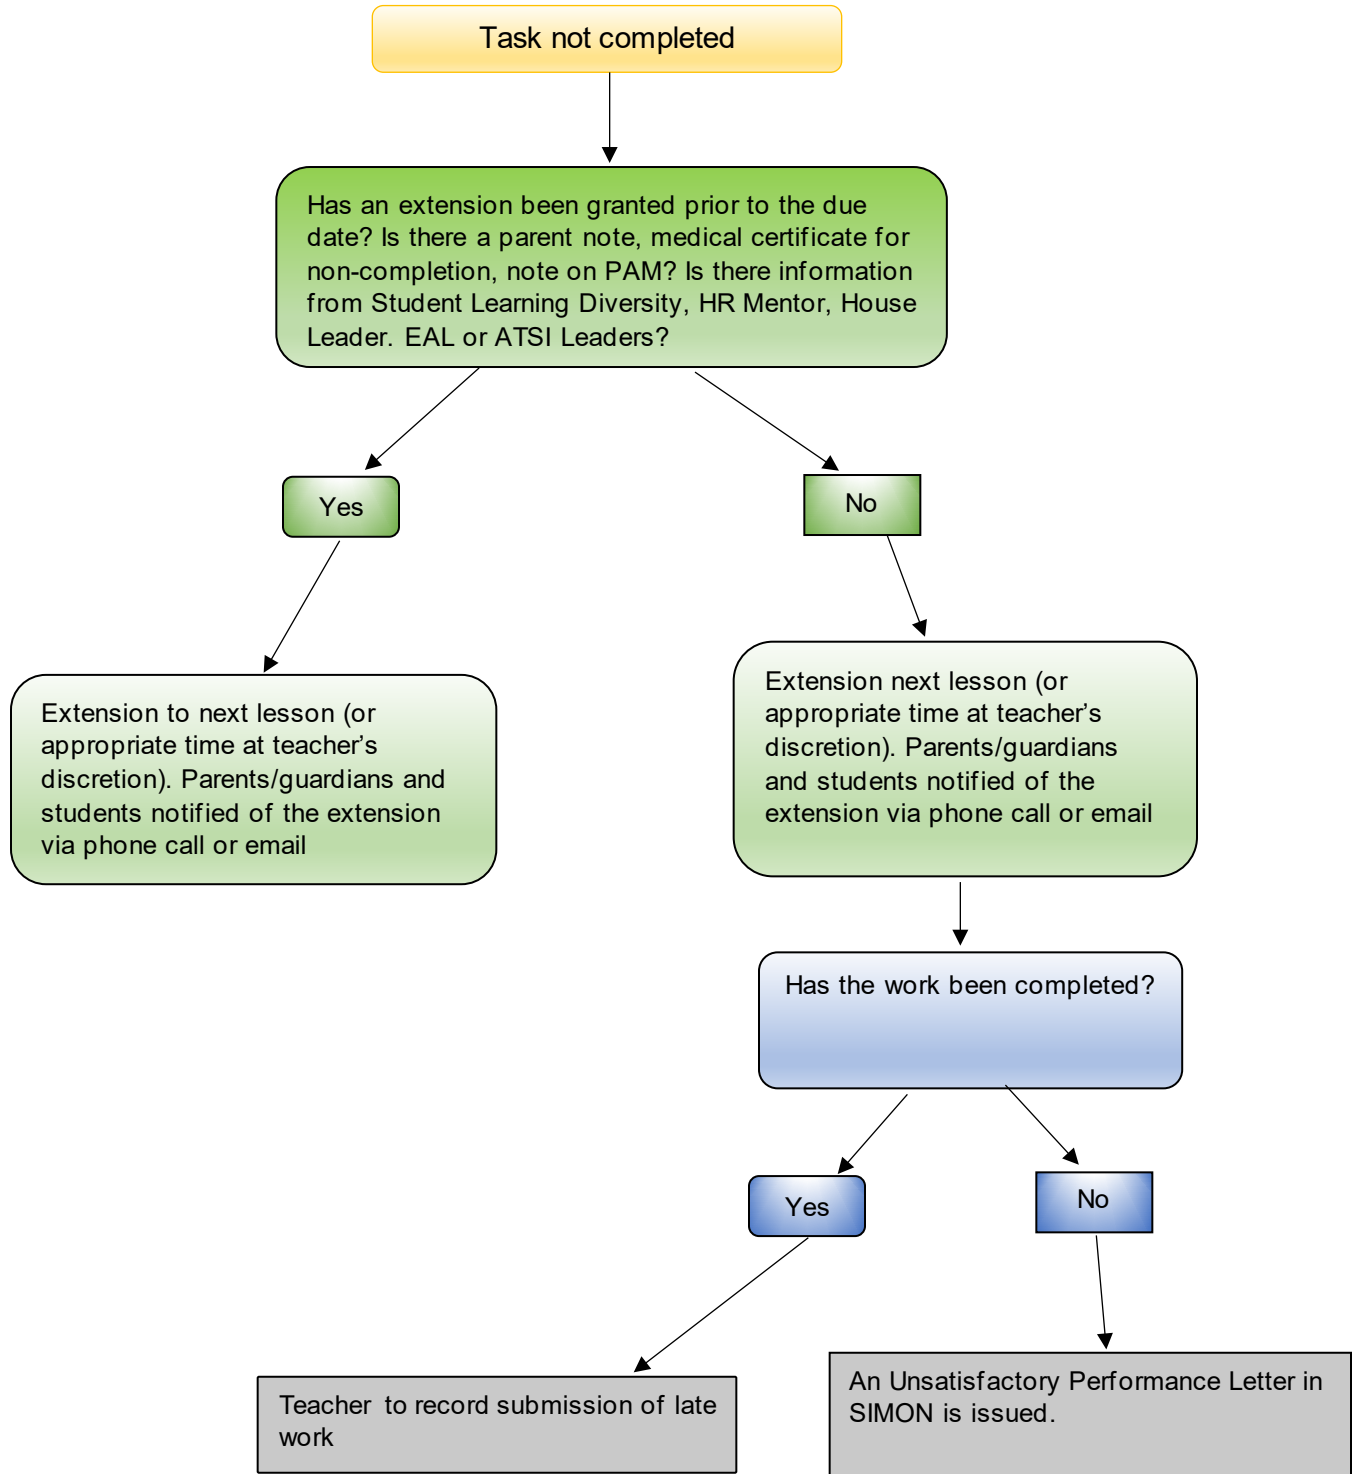 Task not completed
Has an extension been granted prior to the due
date? Is there a parent note, medical certificate for
non-completion, note on PAM? Is there information
from Student Learning Diversity, HR Mentor, House
Leader. EAL or ATSI Leaders?
Yes
No
Extension to next lesson (or
appropriate time at teacher’s
discretion). Parents/guardians and
students notified of the extension
via phone call or email
Extension next lesson (or
appropriate time at teacher’s
discretion). Parents/guardians
and students notified of the
extension via phone call or email
Has the work been completed?
Yes
No
Teacher to record submission of late
work
An Unsatisfactory Performance Letter in
SIMON is issued.